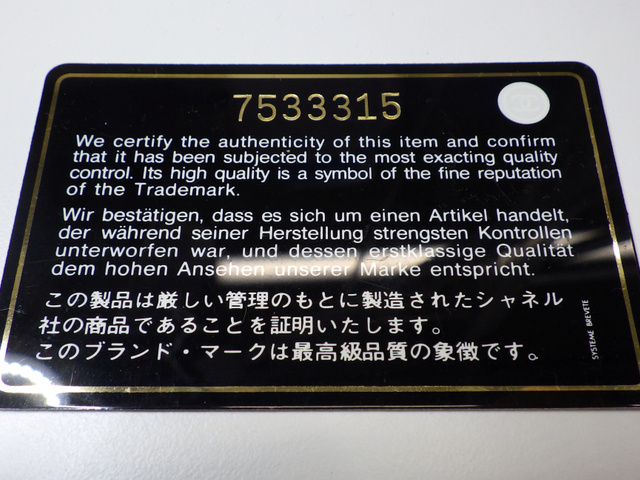 7533315
We certify the authenticity of this item and confirm
that it has been subjected to the most exacting quality
control. Its high quality is a symbol of the fine reputation
of the Trademark.
Wir bestätigen, dass es sich um einen Artikel handelt,
der während seiner Herstellung strengsten Kontrollen
unterworfen war, und dessen erstklassige Qualität
dem hohen Ansehen unserer Marke entspricht.
この製品は厳しい管理のもとに製造されたシャネル
社の商品であることを証明いたします。
このブランド・マークは最高級品質の象徴です。
SYSTEME BREVETE